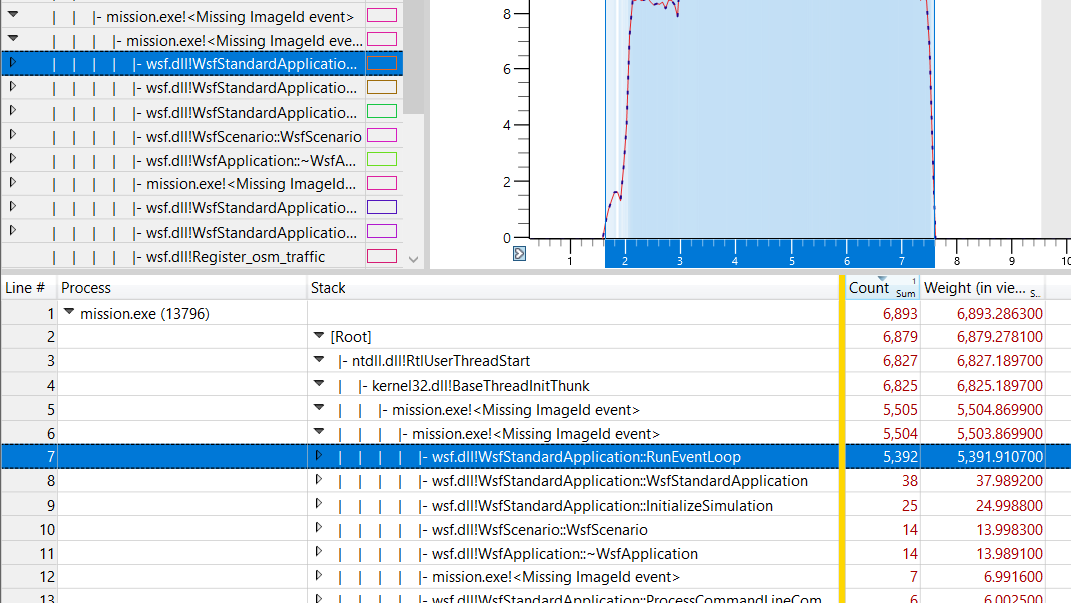 |- mission.exe!<Missing ImageId event>
|- mission.exe!<Missing ImageId eve...
|- wsf.dll!WsfStandardApplicatio...
|- wsf.dll!WsfStandardApplicatio...
|- wsf.dll!WsfStandardApplicatio...
|- wsf.dll!WsfScenario::WsfScenario
|- wsf.dll!WsfApplication::~WsfA...
|- mission.exe!<Missing ImageId...
|- wsf.dll!WsfStandardApplicatio...
|- wsf.dll!WsfStandardApplicatio...
|- wsf.dll!Register_osm_traffic
8
6
4
2
0
1 2 3 4 5 6 7 8 9 10
Line # Process Stack Count 1 Sum Weight (in vie... S..
1 mission.exe (13796) 6,893 6,893.286300
2 [Root] 6,879 6,879.278100
3 |- ntdll.dll!RtlUserThreadStart 6,827 6,827.189700
4 | |- kernel32.dll!BaseThreadInitThunk 6,825 6,825.189700
5 | | |- mission.exe!<Missing ImageId event> 5,505 5,504.869900
6 | | | |- mission.exe!<Missing ImageId event> 5,504 5,503.869900
7 | | | | |- wsf.dll!WsfStandardApplication::RunEventLoop 5,392 5,391.910700
8 | | | | |- wsf.dll!WsfStandardApplication::WsfStandardApplication 38 37.989200
9 | | | | |- wsf.dll!WsfStandardApplication::InitializeSimulation 25 24.998800
10 | | | | |- wsf.dll!WsfScenario::WsfScenario 14 13.998300
11 | | | | |- wsf.dll!WsfApplication::~WsfApplication 14 13.989100
12 | | | | |- mission.exe!<Missing ImageId event> 7 6.991600
13 | | | | |- wsf.dll!WsfStandardApplication::ProcessCommandLineCom 6 6.002500